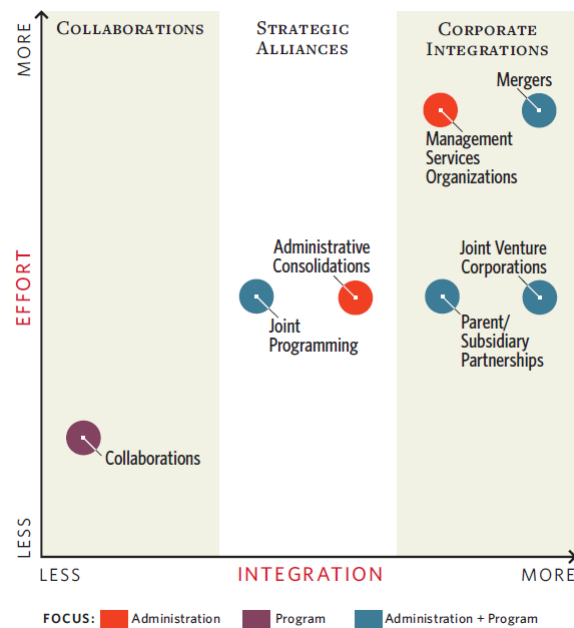 COLLABORATIONS
STRATEGIC
ALLIANCES
CORPORATE
INTEGRATIONS
MORE
Mergers
Management
Services
Organizations
Administrative
Consolidations
Joint Venture
Corporations
EFFORT
Joint
Programming
Parent/
Subsidiary
Partnerships
Collaborations
LESS
LESS
INTEGRATION
MORE
FOCUS: Administration Program Administration + Program